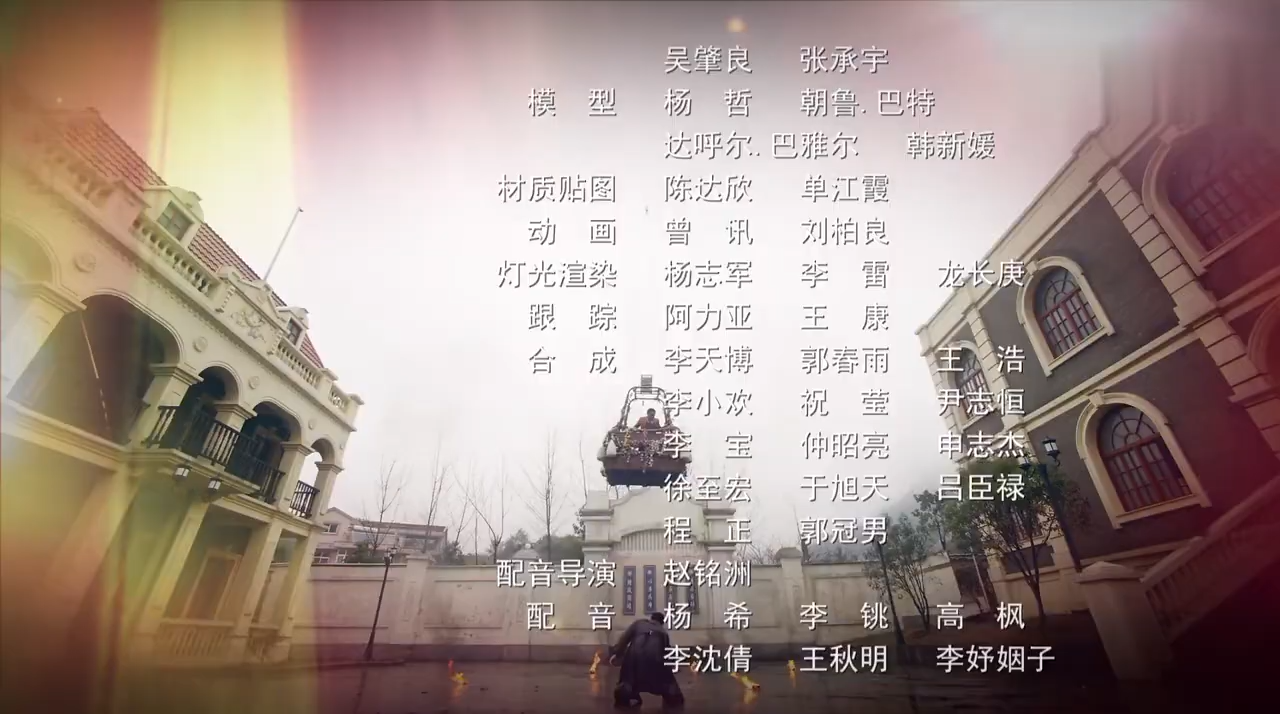 吴肇良 张承宇
模 型 杨 哲 朝鲁.巴特
达呼尔.巴雅尔 韩新媛
材质贴图 陈达欣 单江霞
动 画 曾 讯 刘柏良
灯光渲染 杨志军 李 雷 龙长庚
跟 踪 阿力亚 王 康
合 成 李天博 郭春雨 王 浩
李小欢 祝 莹 尹志恒
李 宝 仲昭亮 申志杰
徐至宏 于旭天 吕臣禄
程 正 郭冠男
配音导演 赵铭洲
配 音 杨 希 李 铫 高 枫
李沈倩 王秋明 李妤姻子